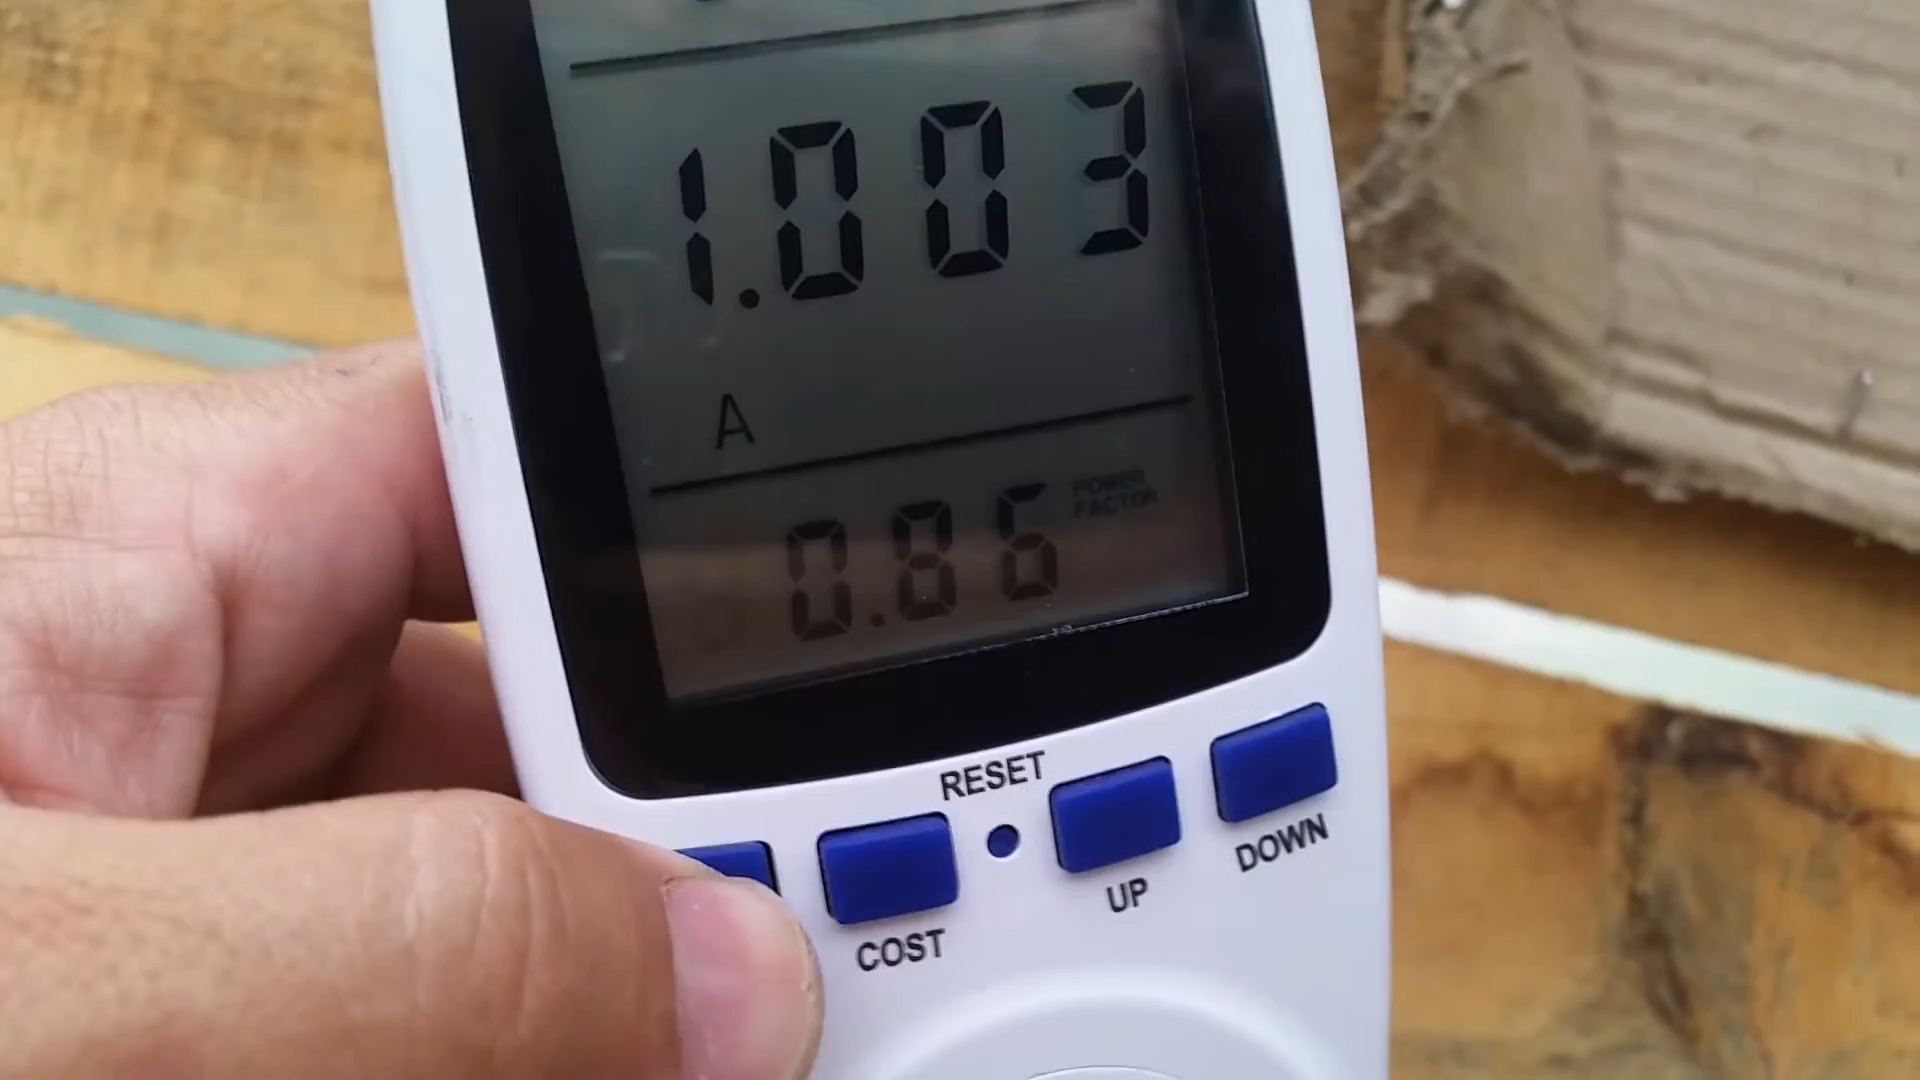 1.003
A
0.86 POWER
FACTOR
RESET
COST
UP
DOWN